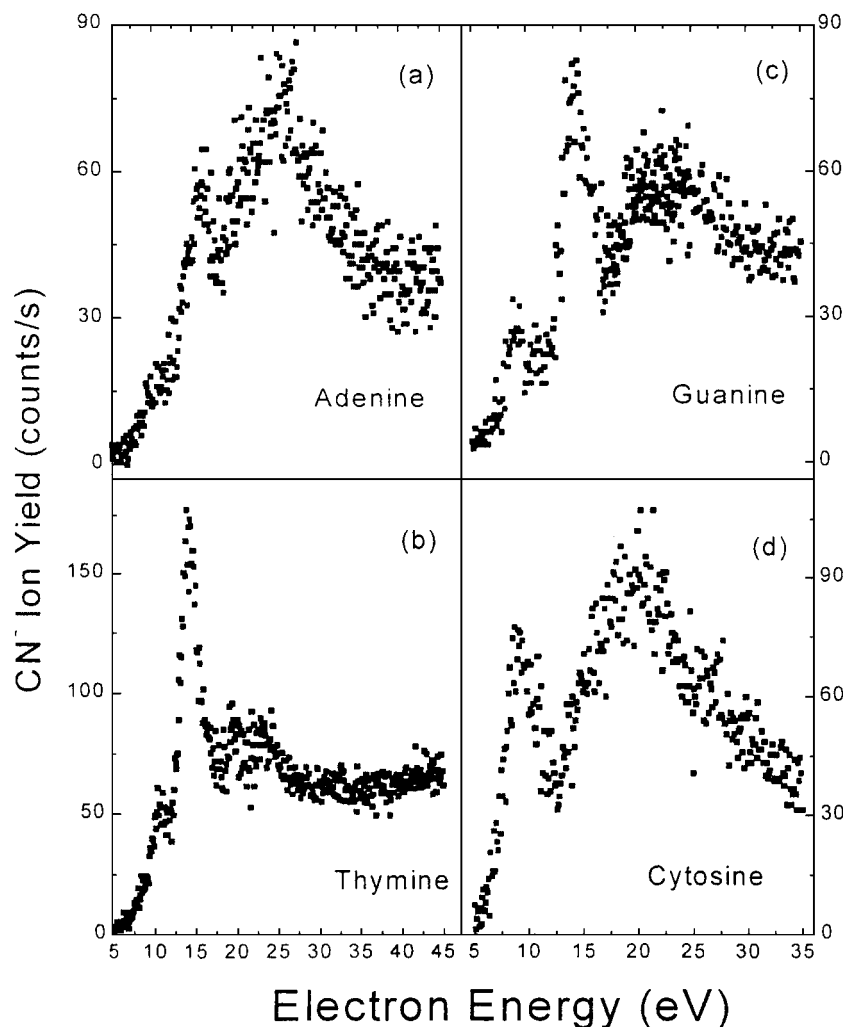 CN⁻ Ion Yield (counts/s)
90
60
30
0
(a)
Adenine
(c)
Guanine
90
60
30
0
150
100
50
0
(b)
Thymine
(d)
Cytosine
90
60
30
0
5 10 15 20 25 30 35 40 45
5 10 15 20 25 30 35
Electron Energy (eV)